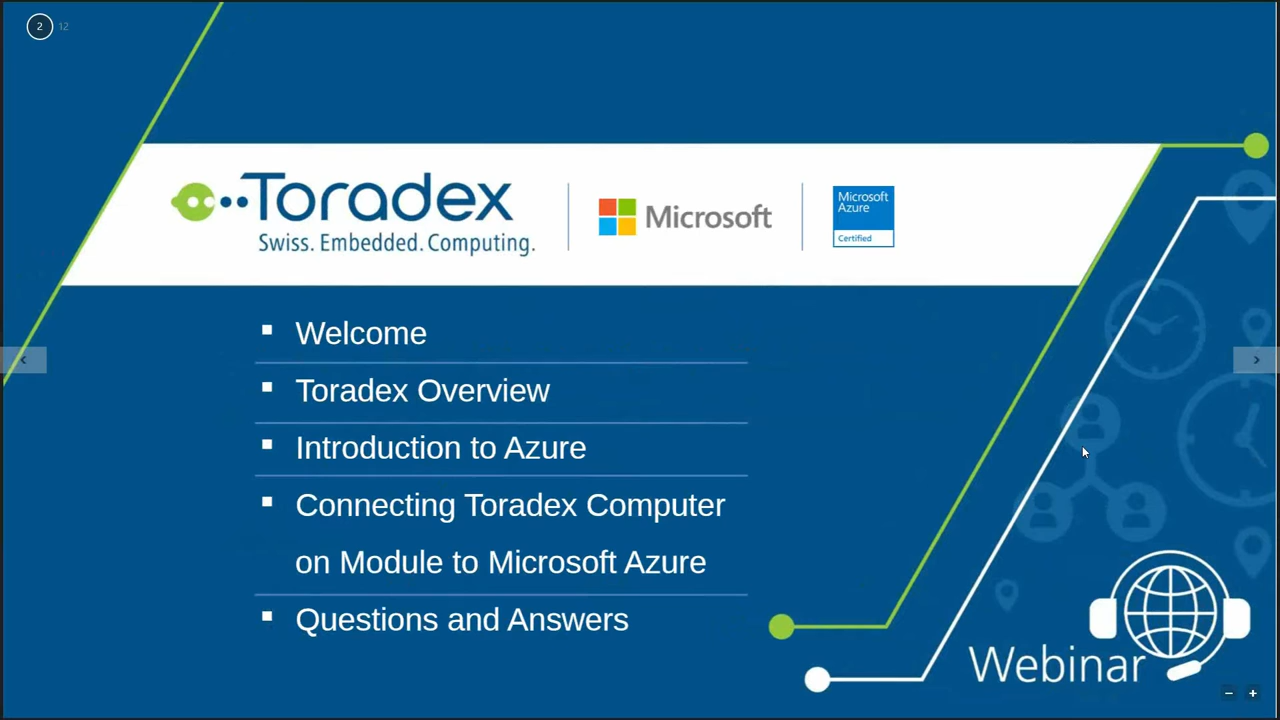 2 12
Toradex
Swiss. Embedded. Computing.
Microsoft
Microsoft
Azure
Certified
▪ Welcome
▪ Toradex Overview
▪ Introduction to Azure
▪ Connecting Toradex Computer
on Module to Microsoft Azure
▪ Questions and Answers
Webinar